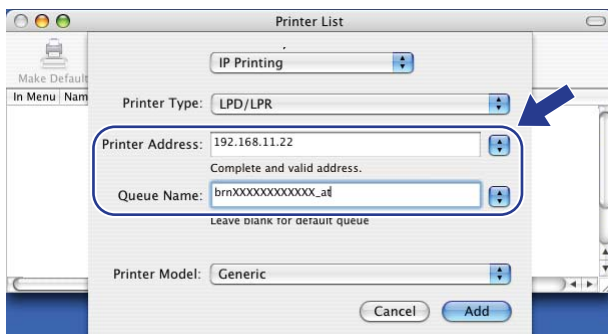 Printer List
IP Printing
Make Default
In Menu
Printer Type: LPD/LPR
Printer Address: 192.168.11.22
Complete and valid address.
Queue Name: brnXXXXXXXXXXXX_at
Leave blank for default queue
Printer Model: Generic
Cancel Add